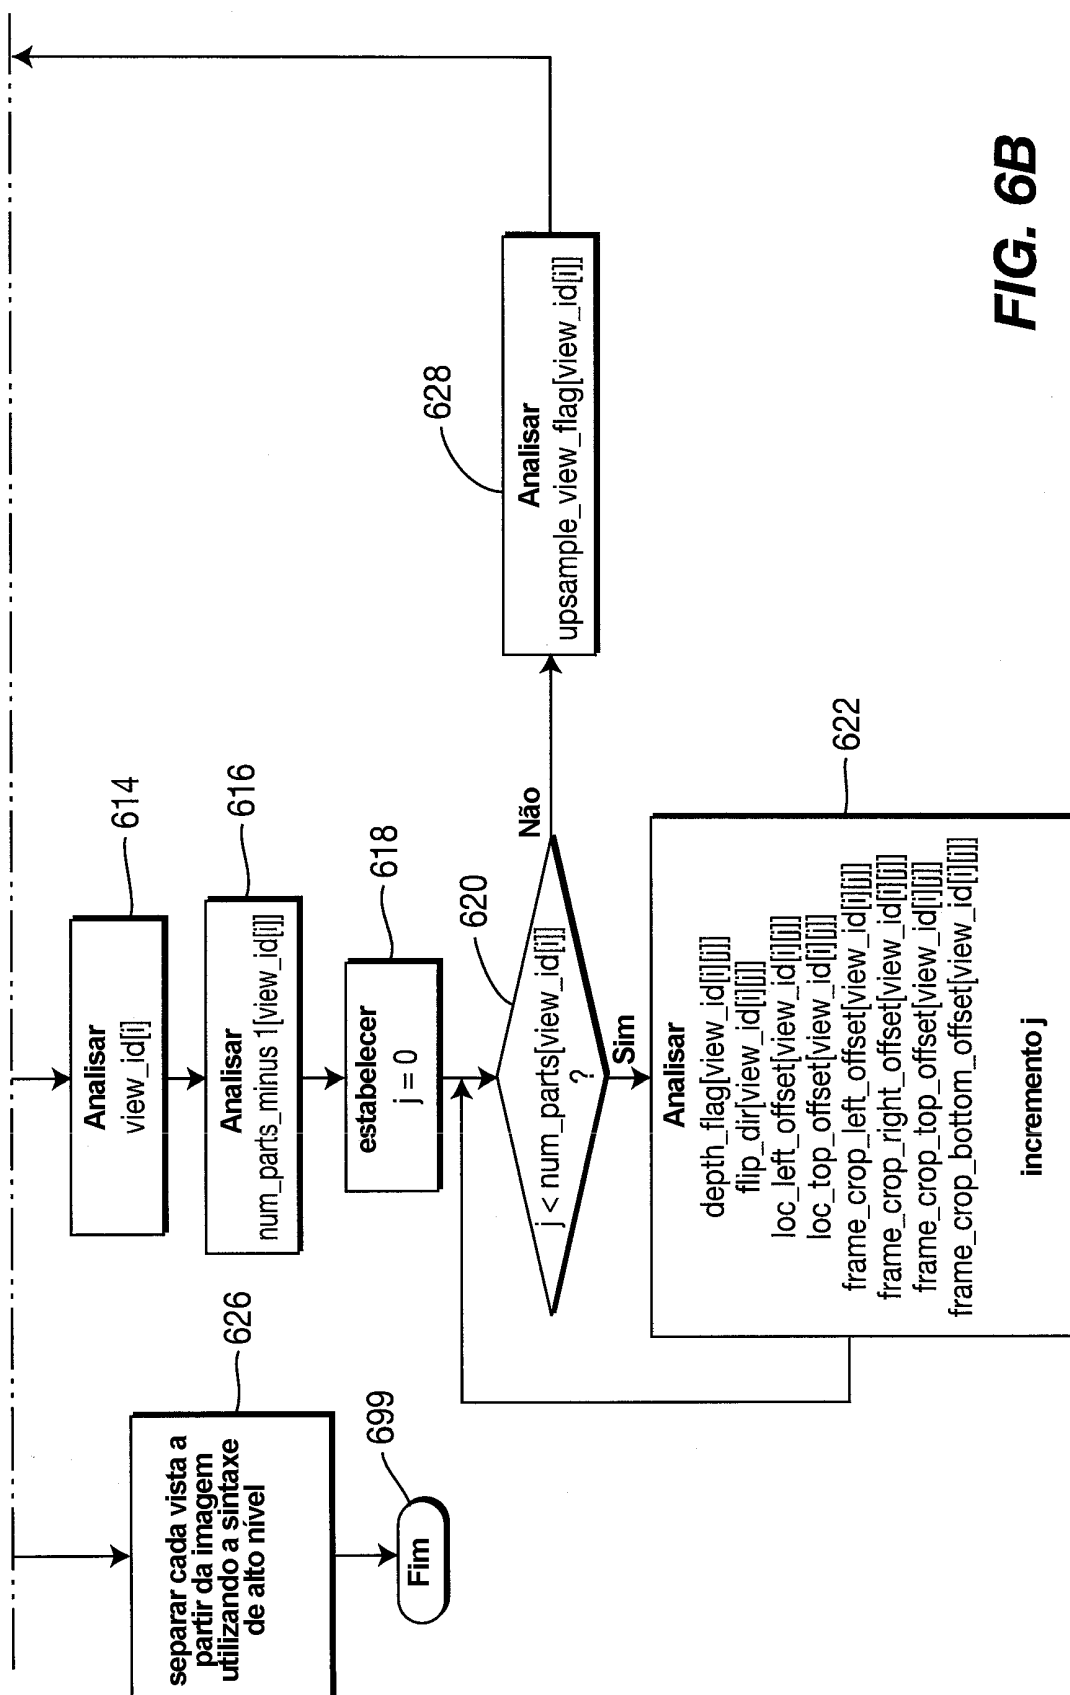 separar cada vista a
partir da imagem
utilizando a sintaxe
de alto nível
626
Fim
699
Analisar
view_id[i]
614
Analisar
num_parts_minus 1[view_id[i]]
616
estabelecer
j = 0
618
j < num_parts[view_id[i]]
?
620
Não
Sim
Analisar
depth_flag[view_id[i][j]]
flip_dir[view_id[i][j]]
loc_left_offset[view_id[i][j]]
loc_top_offset[view_id[i][j]]
frame_crop_left_offset[view_id[i][j]]
frame_crop_right_offset[view_id[i][j]]
frame_crop_top_offset[view_id[i][j]]
frame_crop_bottom_offset[view_id[i][j]]
incremento j
622
Analisar
upsample_view_flag[view_id[i]]
628
FIG. 6B